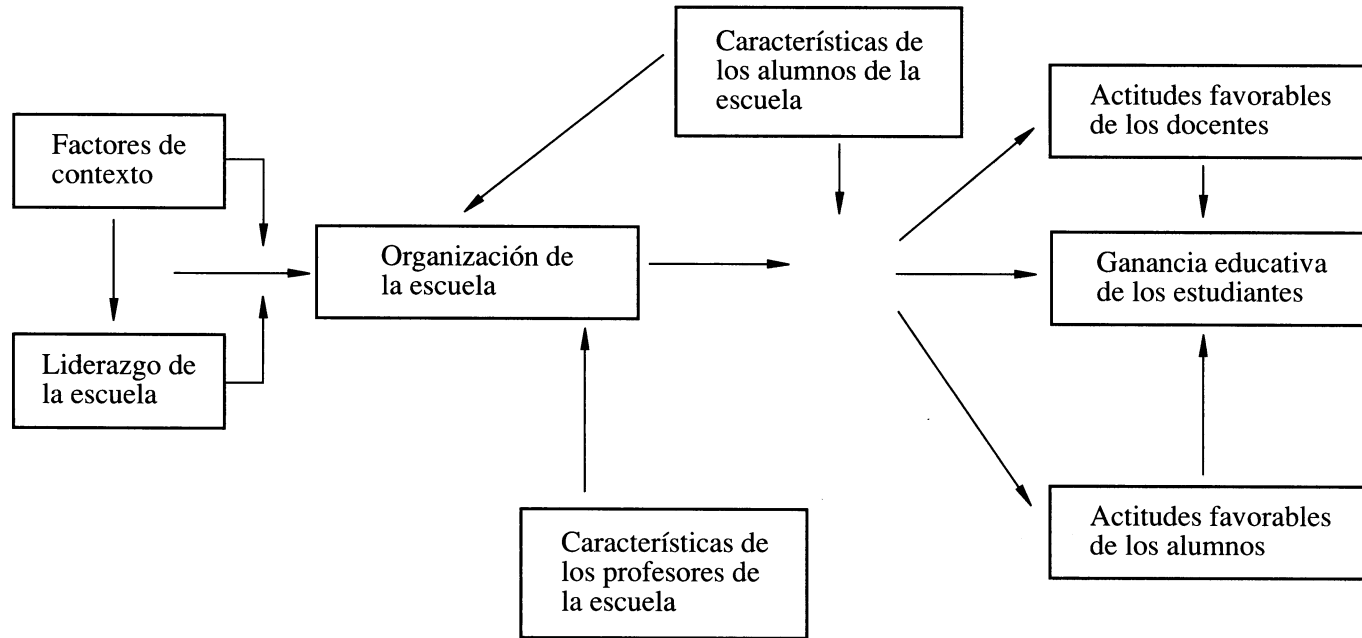 Características de
los alumnos de la
escuela
Actitudes favorables
de los docentes
Factores de
contexto
Organización de
la escuela
Ganancia educativa
de los estudiantes
Liderazgo de
la escuela
Actitudes favorables
de los alumnos
Características de
los profesores de
la escuela